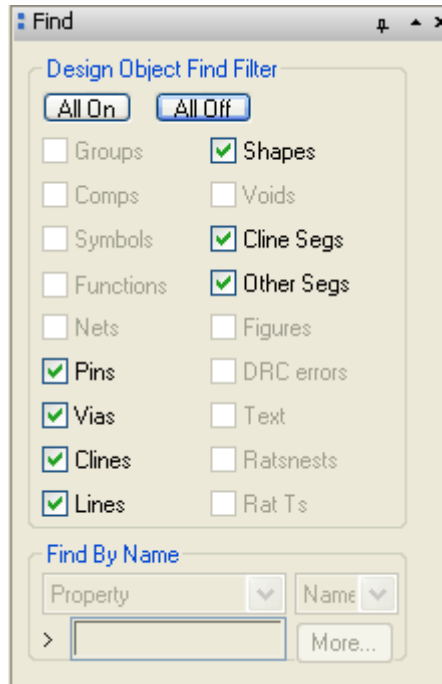 Find
Design Object Find Filter
All On All Off
Groups Shapes
Comps Voids
Symbols Cline Segs
Functions Other Segs
Nets Figures
Pins DRC errors
Vias Text
Clines Ratsnests
Lines Rat Ts
Find By Name
Property Name
> More...